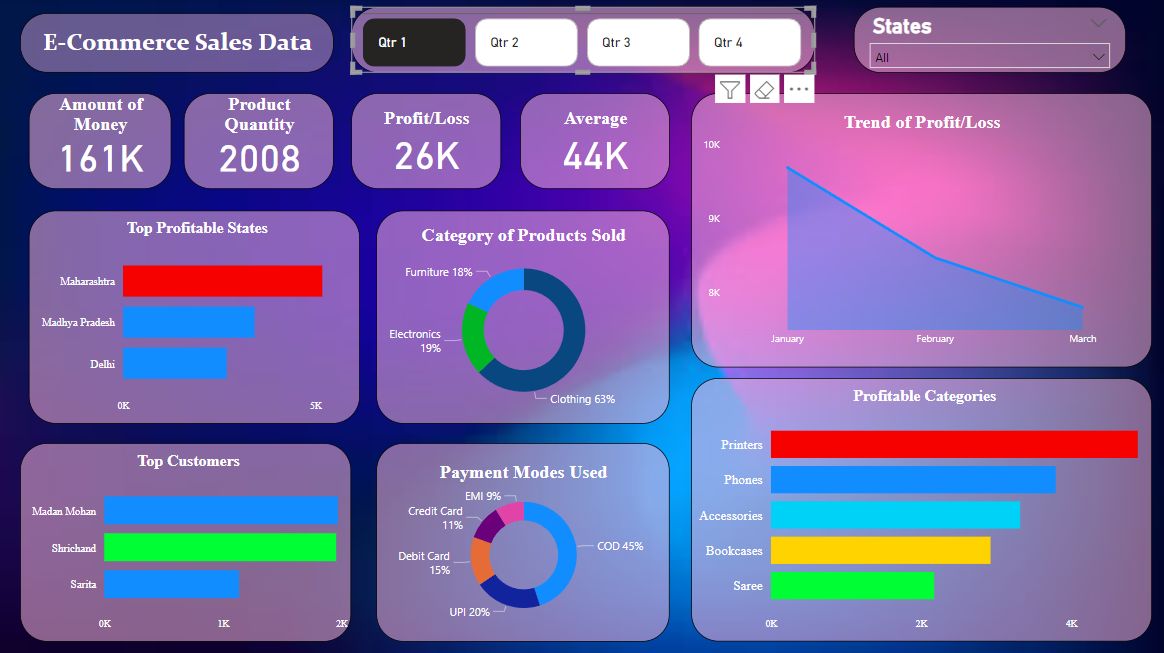 E-Commerce Sales Data
Qtr 1
Qtr 2
Qtr 3
Qtr 4
States
All
Amount of
Money
161K
Product
Quantity
2008
Profit/Loss
26K
Average
44K
Trend of Profit/Loss
10K
9K
8K
January
February
March
Top Profitable States
Maharashtra
Madhya Pradesh
Delhi
0K
5K
Category of Products Sold
Furniture 18%
Electronics
19%
Clothing 63%
Profitable Categories
Printers
Phones
Accessories
Bookcases
Saree
0K
2K
4K
Top Customers
Madan Mohan
Shrichand
Sarita
0K
1K
2K
Payment Modes Used
EMI 9%
Credit Card
11%
Debit Card
15%
UPI 20%
COD 45%